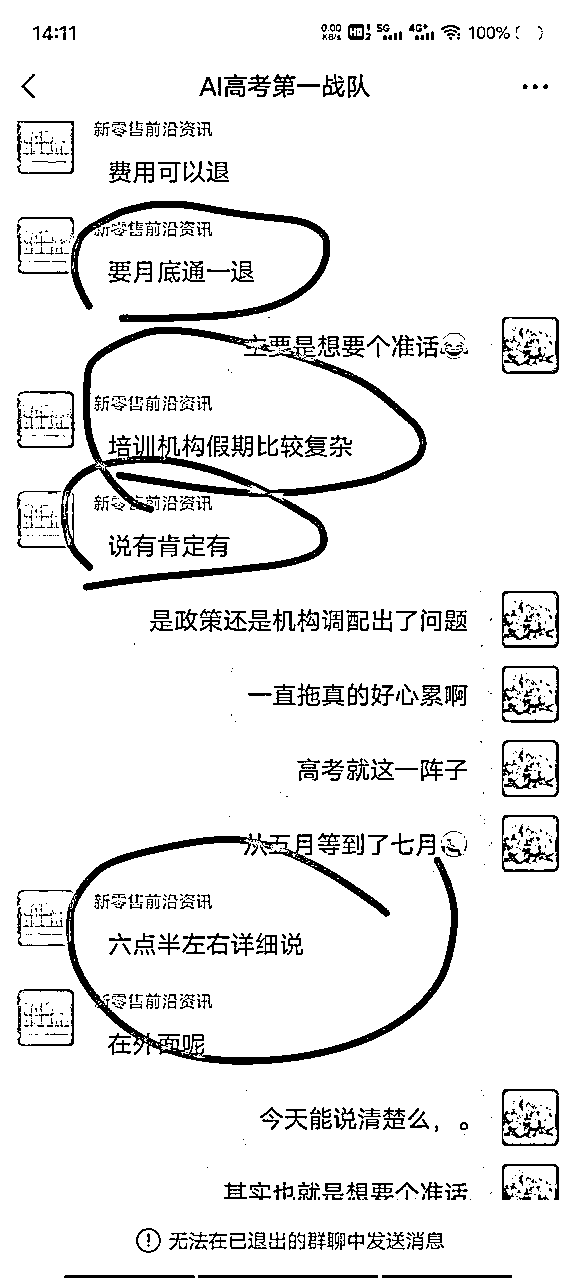 14:11
0.00 KB/s HD 1 2 5G 4G+ 100%
AI高考第一战队
新零售前沿资讯
费用可以退
新零售前沿资讯
要月底通一退
主要是想要个准话😂
新零售前沿资讯
培训机构假期比较复杂
新零售前沿资讯
说有肯定有
是政策还是机构调配出了问题
一直拖真的好心累啊
高考就这一阵子
从五月等到了七月
新零售前沿资讯
六点半左右详细说
新零售前沿资讯
在外面呢
今天能说清楚么，。
其实也就是想要个准话
无法在已退出的群聊中发送消息